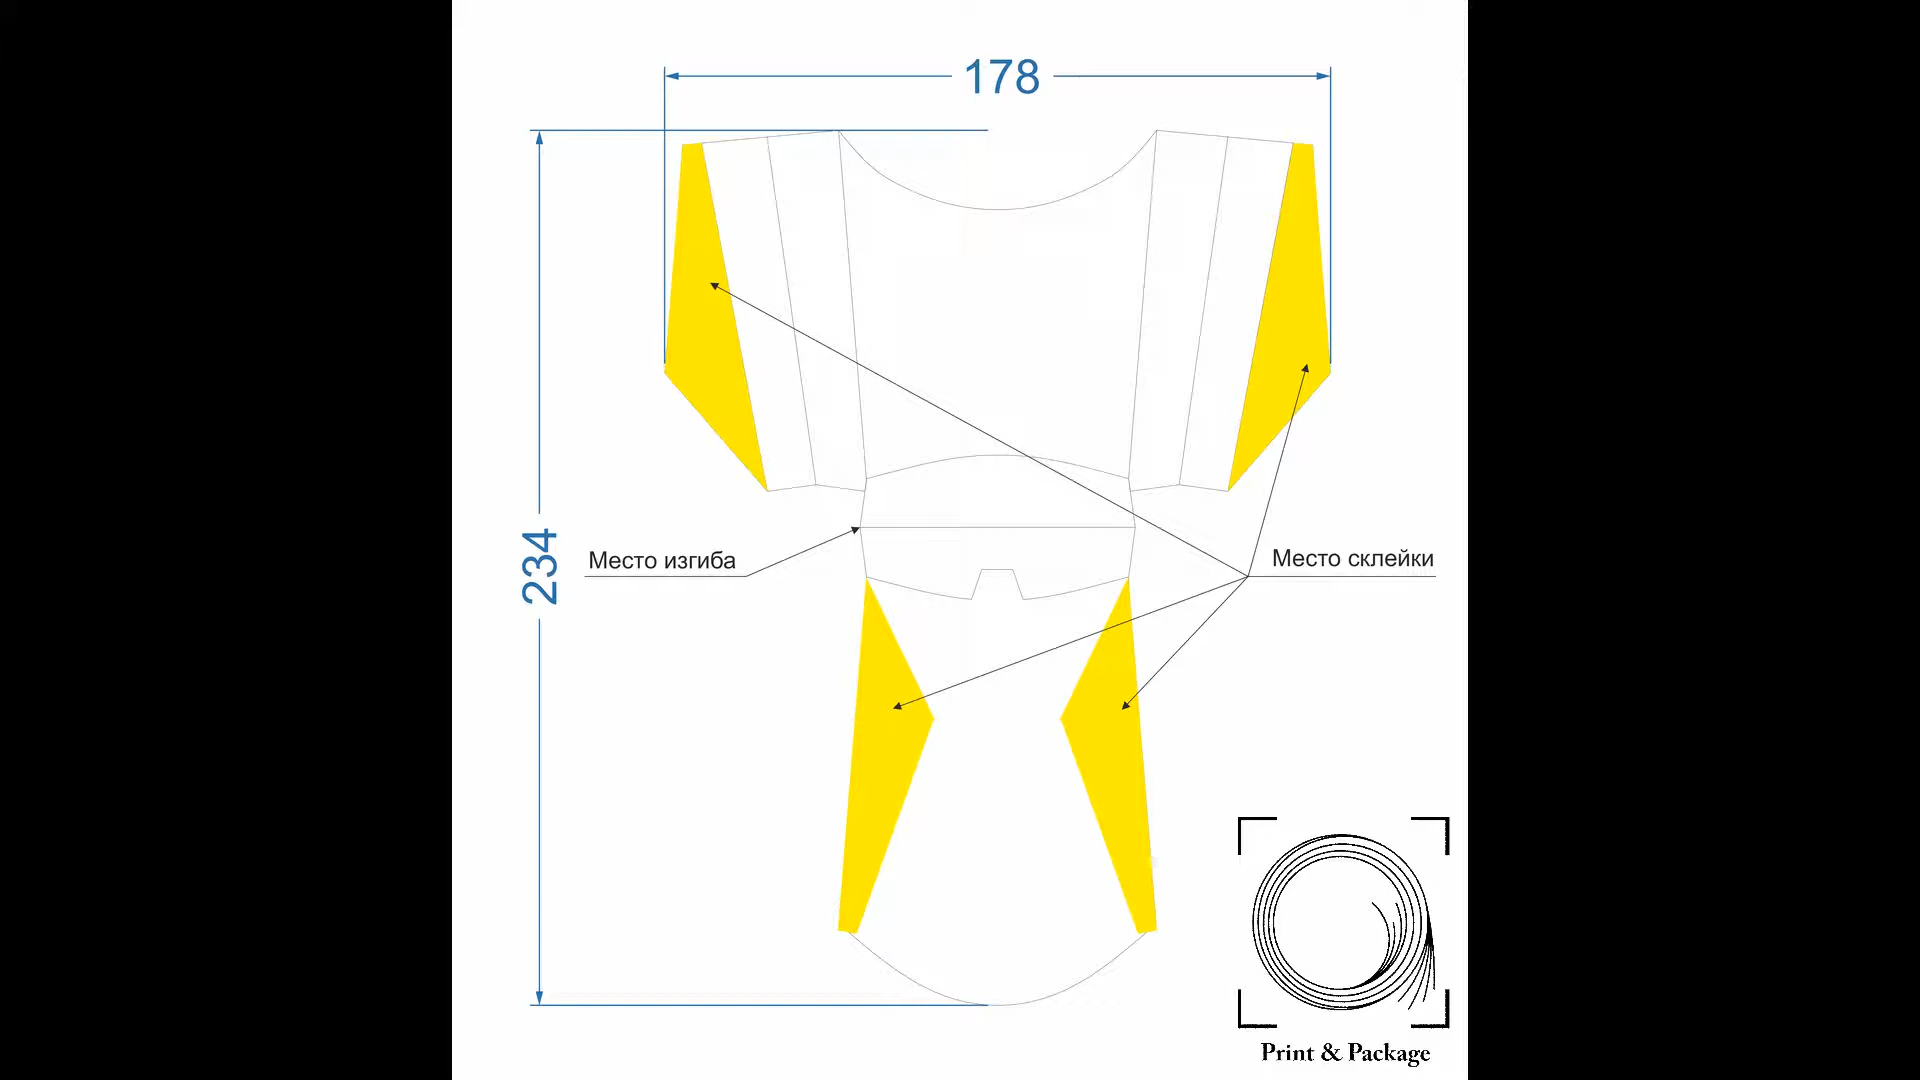 178
234
Место изгиба
Место склейки
Print & Package